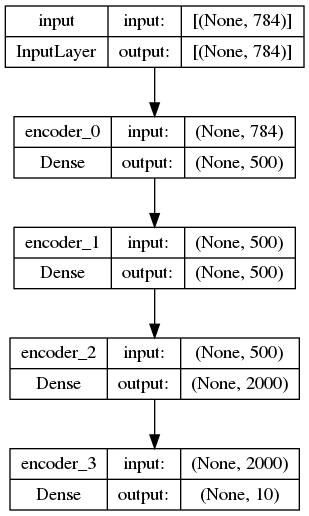 input input: [(None, 784)]
InputLayer output: [(None, 784)]
encoder_0 input: (None, 784)
Dense output: (None, 500)
encoder_1 input: (None, 500)
Dense output: (None, 500)
encoder_2 input: (None, 500)
Dense output: (None, 2000)
encoder_3 input: (None, 2000)
Dense output: (None, 10)